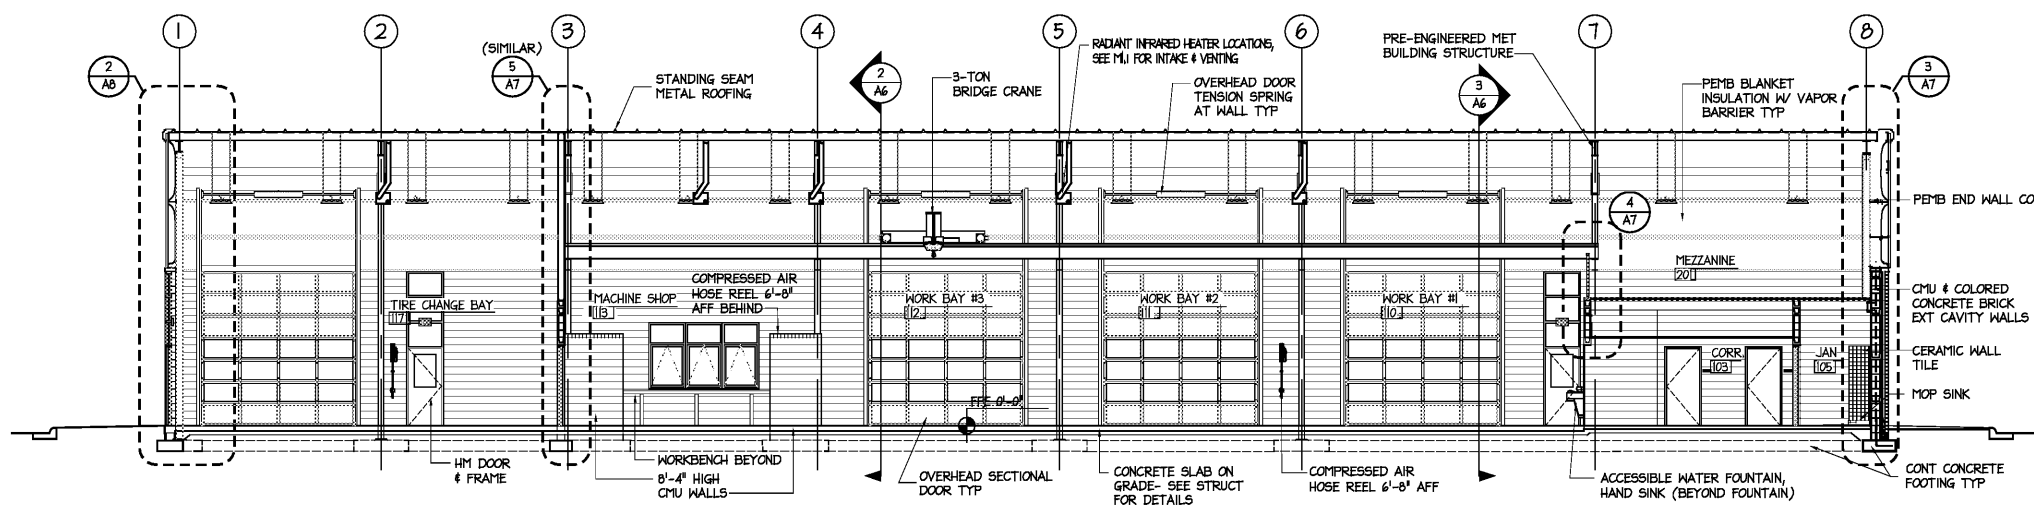 1
2
3
4
5
6
7
8
2
A8
(SIMILAR)
5
A7
STANDING SEAM
METAL ROOFING
2
A6
3-TON
BRIDGE CRANE
RADIANT INFRARED HEATER LOCATIONS,
SEE M1.1 FOR INTAKE & VENTING
OVERHEAD DOOR
TENSION SPRING
AT WALL TYP
PRE-ENGINEERED MET
BUILDING STRUCTURE
3
A6
PEMB BLANKET
INSULATION W/ VAPOR
BARRIER TYP
3
A7
4
A7
PEMB END WALL CO
MEZZANINE
201
TIRE CHANGE BAY
117
MACHINE SHOP
113
COMPRESSED AIR
HOSE REEL 6'-8"
AFF BEHIND
WORK BAY #3
112
WORK BAY #2
111
WORK BAY #1
110
CMU & COLORED
CONCRETE BRICK
EXT CAVITY WALLS
CORR.
103
JAN
105
CERAMIC WALL
TILE
MOP SINK
FFE 0'-0"
HM DOOR
& FRAME
WORKBENCH BEYOND
8'-4" HIGH
CMU WALLS
OVERHEAD SECTIONAL
DOOR TYP
CONCRETE SLAB ON
GRADE- SEE STRUCT
FOR DETAILS
COMPRESSED AIR
HOSE REEL 6'-8" AFF
ACCESSIBLE WATER FOUNTAIN,
HAND SINK (BEYOND FOUNTAIN)
CONT CONCRETE
FOOTING TYP